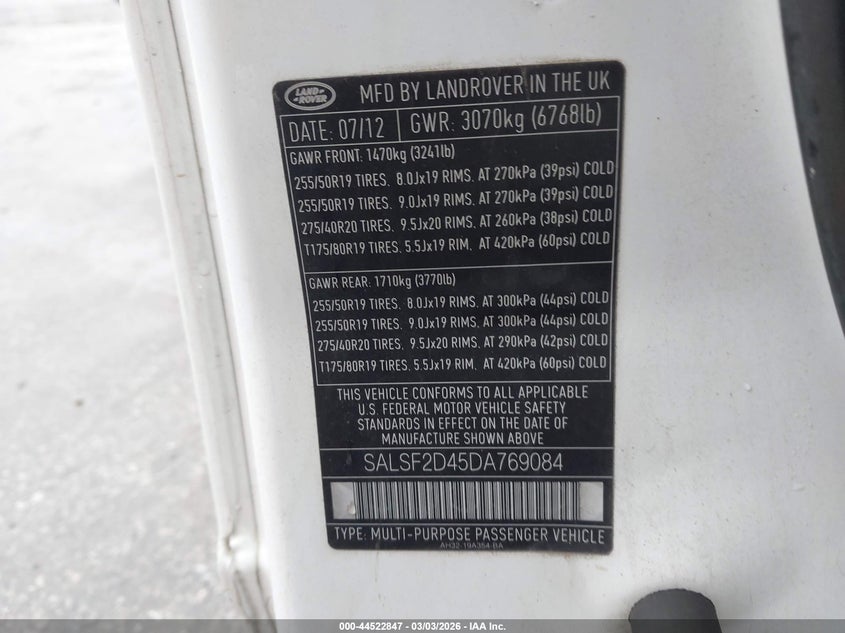 LAND
ROVER
MFD BY LANDROVER IN THE UK
DATE: 07/12 GWR: 3070kg (6768lb)
GAWR FRONT: 1470kg (3241lb)
255/50R19 TIRES. 8.0Jx19 RIMS. AT 270kPa (39psi) COLD
255/50R19 TIRES. 9.0Jx19 RIMS. AT 270kPa (39psi) COLD
275/40R20 TIRES. 9.5Jx20 RIMS. AT 260kPa (38psi) COLD
T175/80R19 TIRES. 5.5Jx19 RIM. AT 420kPa (60psi) COLD
GAWR REAR: 1710kg (3770lb)
255/50R19 TIRES. 8.0Jx19 RIMS. AT 300kPa (44psi) COLD
255/50R19 TIRES. 9.0Jx19 RIMS. AT 300kPa (44psi) COLD
275/40R20 TIRES. 9.5Jx20 RIMS. AT 290kPa (42psi) COLD
T175/80R19 TIRES. 5.5Jx19 RIM. AT 420kPa (60psi) COLD
THIS VEHICLE CONFORMS TO ALL APPLICABLE
U.S. FEDERAL MOTOR VEHICLE SAFETY
STANDARDS IN EFFECT ON THE DATE OF
MANUFACTURE SHOWN ABOVE
SALSF2D45DA769084
TYPE: MULTI-PURPOSE PASSENGER VEHICLE
AH32-19A354-BA
000-44522847 | 03/03/2026 - IAA Inc.